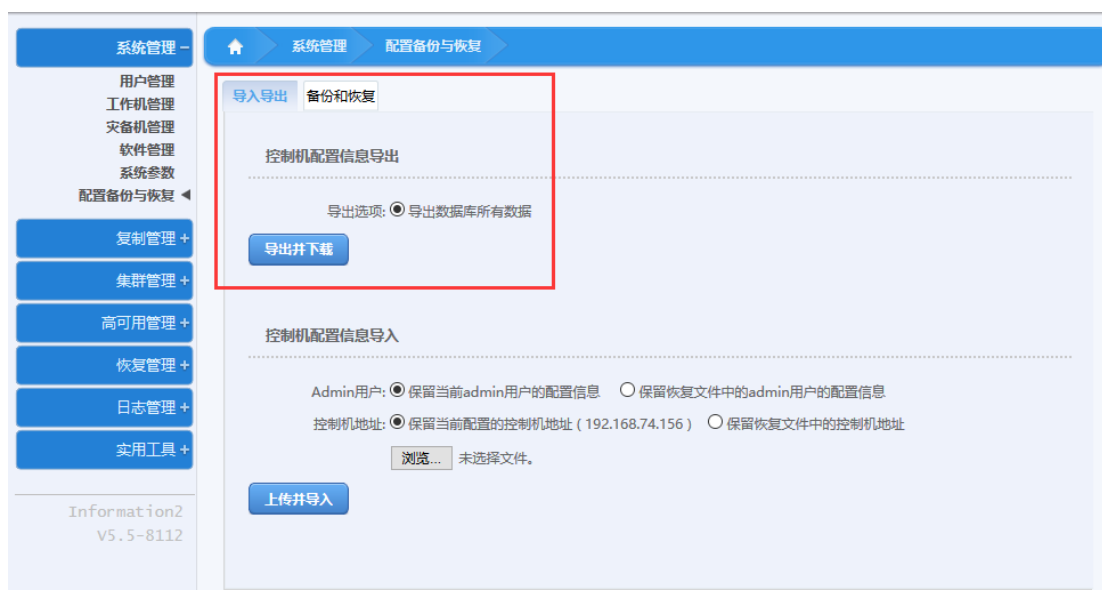 系统管理 −
用户管理
工作机管理
灾备机管理
软件管理
系统参数
配置备份与恢复
复制管理 +
集群管理 +
高可用管理 +
恢复管理 +
日志管理 +
实用工具 +
Information2
V5.5-8112
系统管理 配置备份与恢复
导入导出 备份和恢复
控制机配置信息导出
导出选项: 导出数据库所有数据
导出并下载
控制机配置信息导入
Admin用户: 保留当前admin用户的配置信息 保留恢复文件中的admin用户的配置信息
控制机地址: 保留当前配置的控制机地址 ( 192.168.74.156 ) 保留恢复文件中的控制机地址
浏览... 未选择文件。
上传并导入